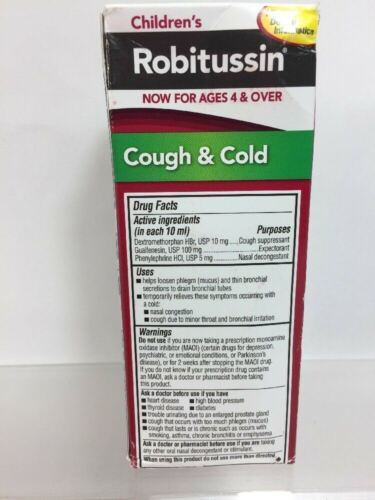 Children's
Robitussin®
NOW FOR AGES 4 & OVER
Cough & Cold
Drug Facts
Active ingredients
(in each 10 ml) Purposes
Dextromethorphan HBr, USP 10 mg.....Cough suppressant
Guaifenesin, USP 100 mg.....Expectorant
Phenylephrine HCl, USP 5 mg.....Nasal decongestant
Uses
■ helps loosen phlegm (mucus) and thin bronchial
secretions to drain bronchial tubes
■ temporarily relieves these symptoms occurring with
a cold:
■ nasal congestion
■ cough due to minor throat and bronchial irritation
Warnings
Do not use if you are now taking a prescription monoamine
oxidase inhibitor (MAOI) (certain drugs for depression,
psychiatric, or emotional conditions, or Parkinson's
disease), or for 2 weeks after stopping the MAOI drug.
If you do not know if your prescription drug contains
an MAOI, ask a doctor or pharmacist before taking
this product.
Ask a doctor before use if you have
■ heart disease ■ high blood pressure
■ thyroid disease ■ diabetes
■ trouble urinating due to an enlarged prostate gland
■ cough that occurs with too much phlegm (mucus)
■ cough that lasts or is chronic such as occurs with
smoking, asthma, chronic bronchitis or emphysema
Ask a doctor or pharmacist before use if you are taking
any other oral nasal decongestant or stimulant.
When using this product do not use more than directed